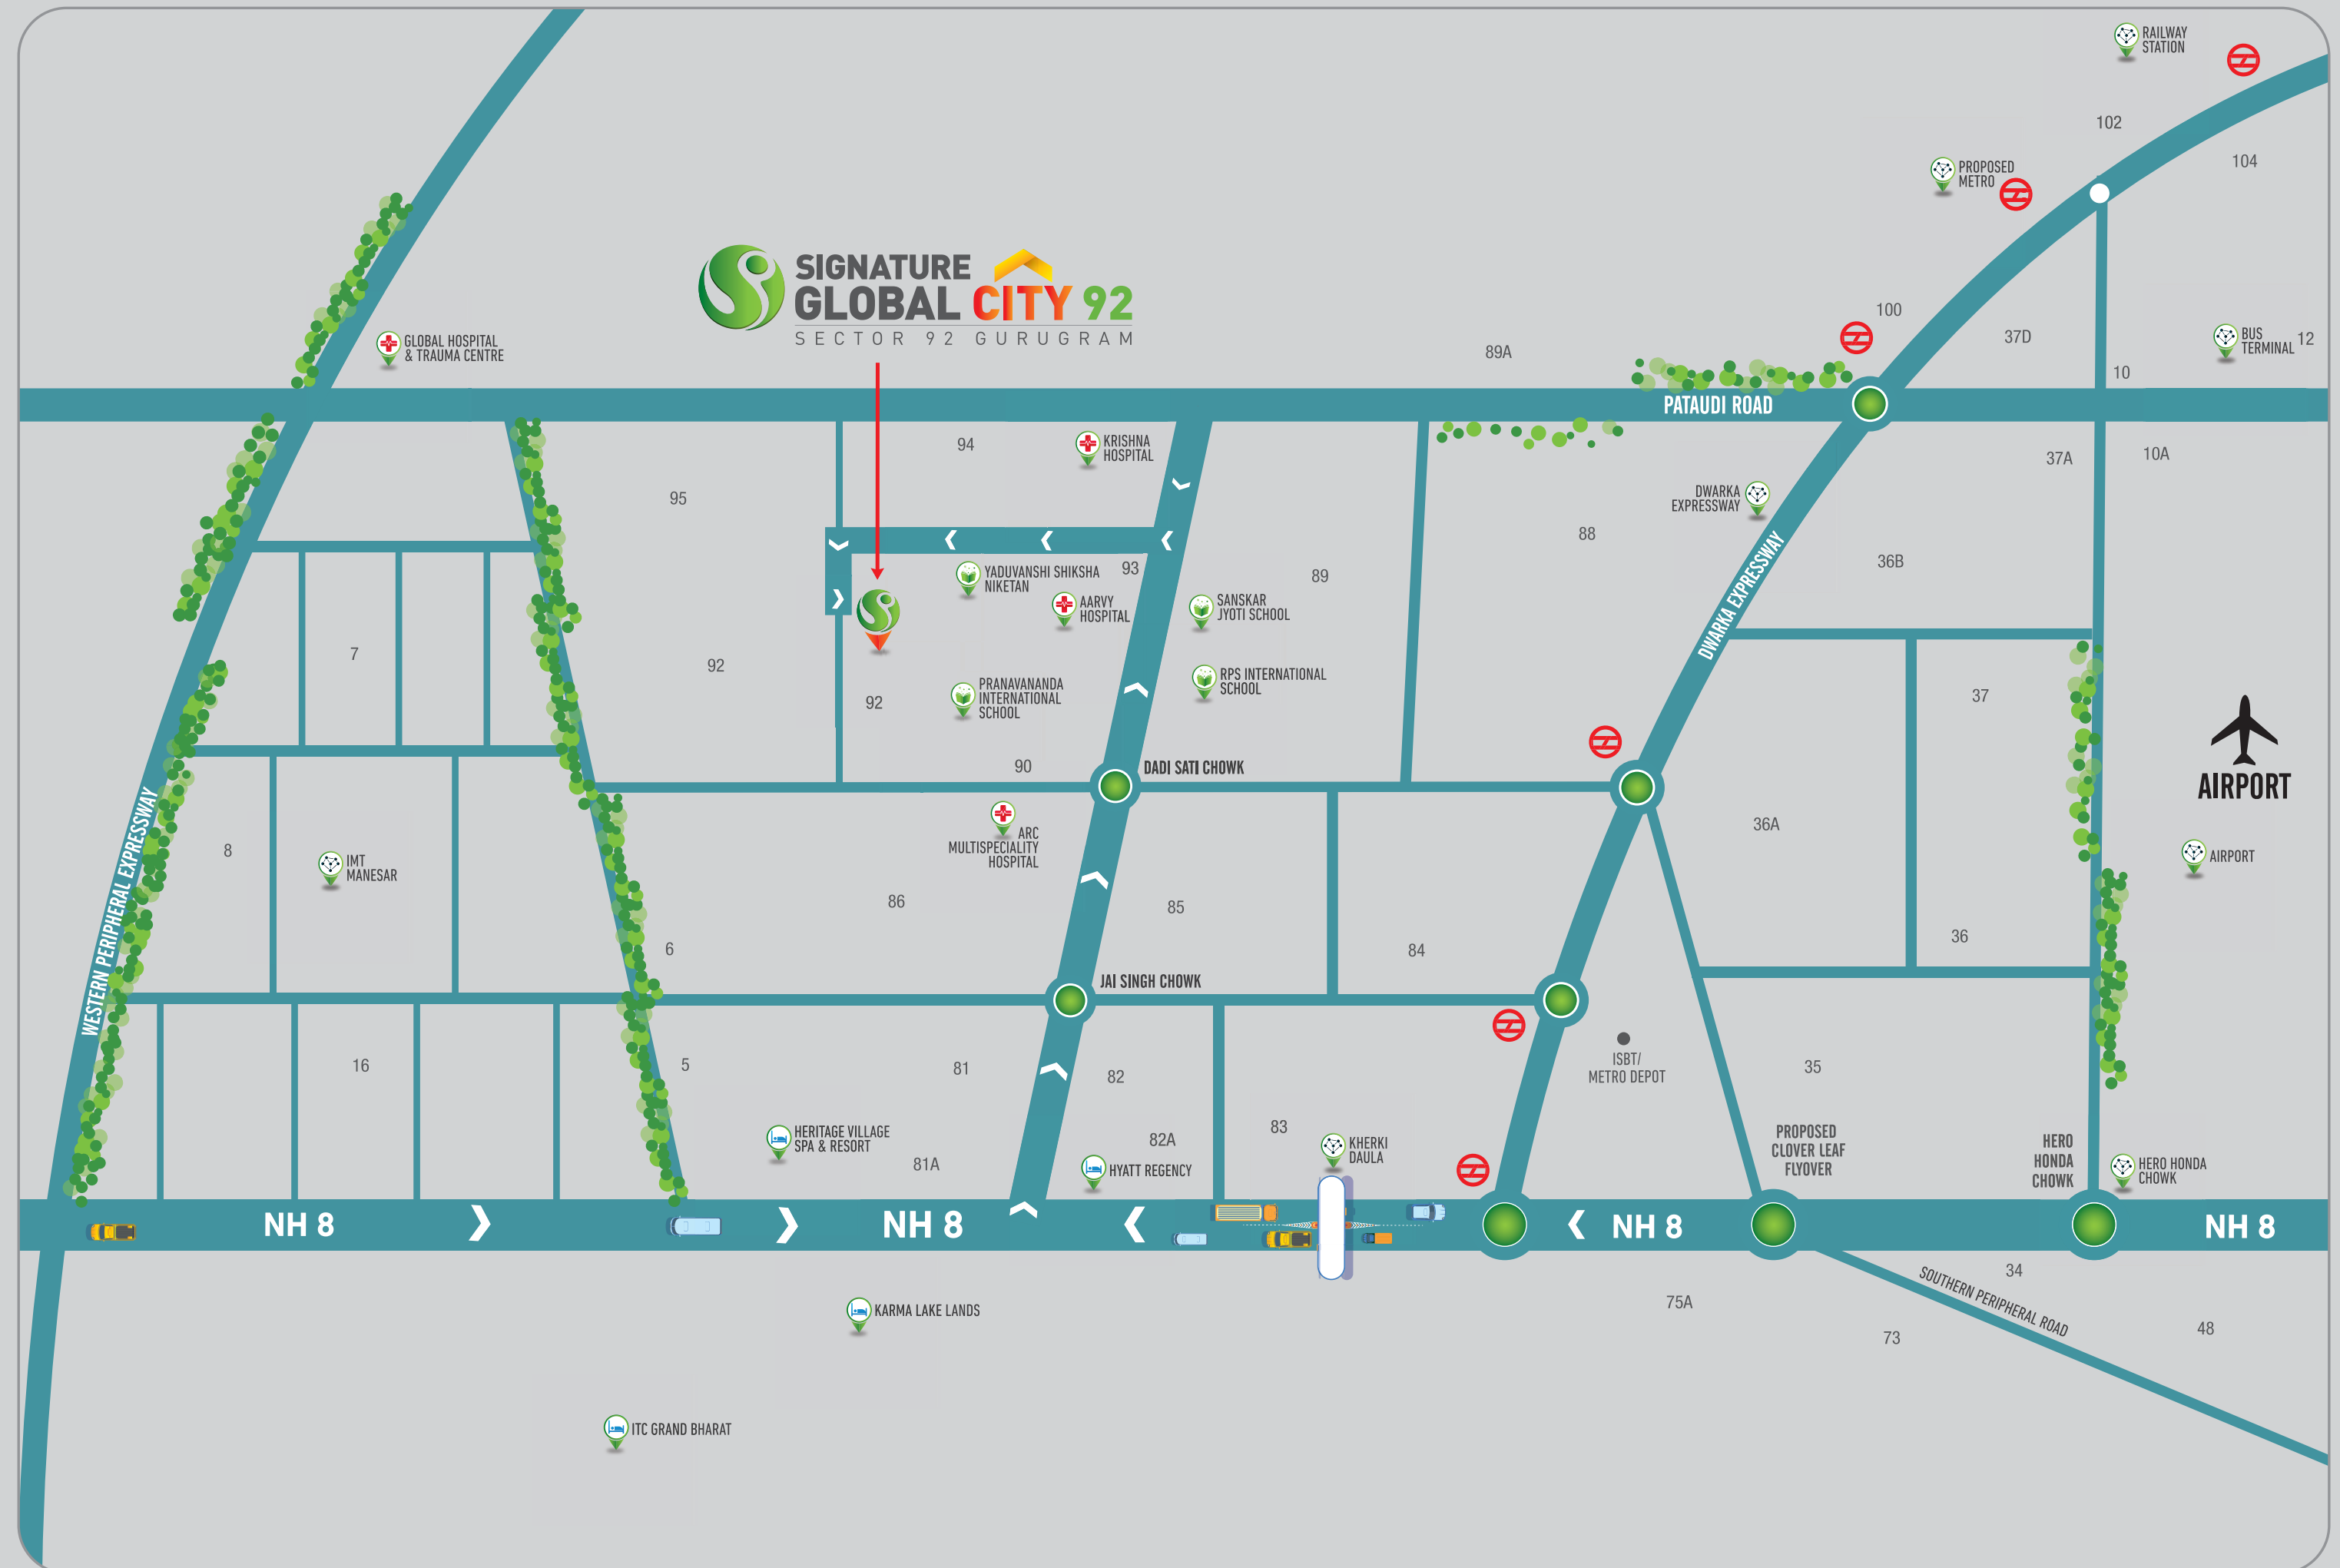 RAILWAY
STATION
102
104
PROPOSED
METRO
SIGNATURE
GLOBAL CITY 92
SECTOR 92 GURUGRAM
GLOBAL HOSPITAL
& TRAUMA CENTRE
89A
100
37D
BUS
TERMINAL
12
10
PATAUDI ROAD
94
KRISHNA
HOSPITAL
95
37A
10A
DWARKA
EXPRESSWAY
88
36B
DWARKA EXPRESSWAY
93
89
YADUVANSHI SHIKSHA
NIKETAN
AARVY
HOSPITAL
SANSKAR
JYOTI SCHOOL
7
92
RPS INTERNATIONAL
SCHOOL
PRANAVANANDA
INTERNATIONAL
SCHOOL
92
37
90
DADI SATI CHOWK
AIRPORT
WESTERN PERIPHERAL EXPRESSWAY
8
IMT
MANESAR
ARC
MULTISPECIALITY
HOSPITAL
36A
AIRPORT
86
85
6
84
36
JAI SINGH CHOWK
16
5
81
82
ISBT/
METRO DEPOT
35
HERITAGE VILLAGE
SPA & RESORT
81A
82A
HYATT REGENCY
83
KHERKI
DAULA
PROPOSED
CLOVER LEAF
FLYOVER
HERO
HONDA
CHOWK
HERO HONDA
CHOWK
NH 8
NH 8
NH 8
NH 8
34
SOUTHERN PERIPHERAL ROAD
75A
73
48
KARMA LAKE LANDS
ITC GRAND BHARAT